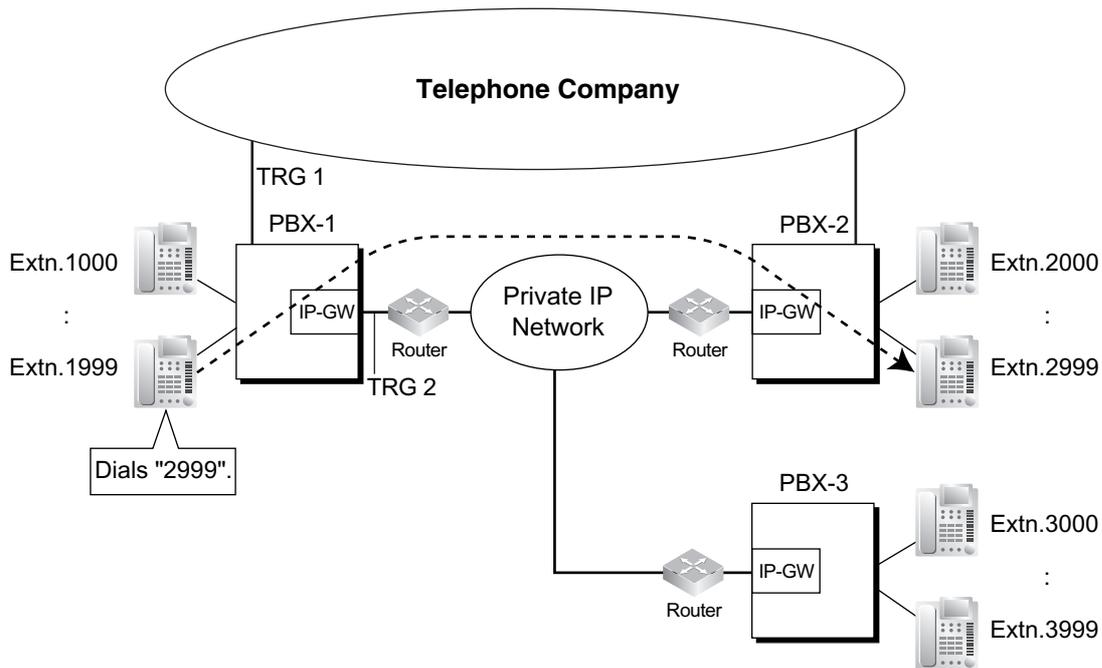 Telephone Company
TRG 1
PBX-1
PBX-2
Extn.1000
:
Extn.1999
Dials "2999".
IP-GW
TRG 2
Router
Private IP
Network
Router
IP-GW
Extn.2000
:
Extn.2999
PBX-3
Router
IP-GW
Extn.3000
:
Extn.3999